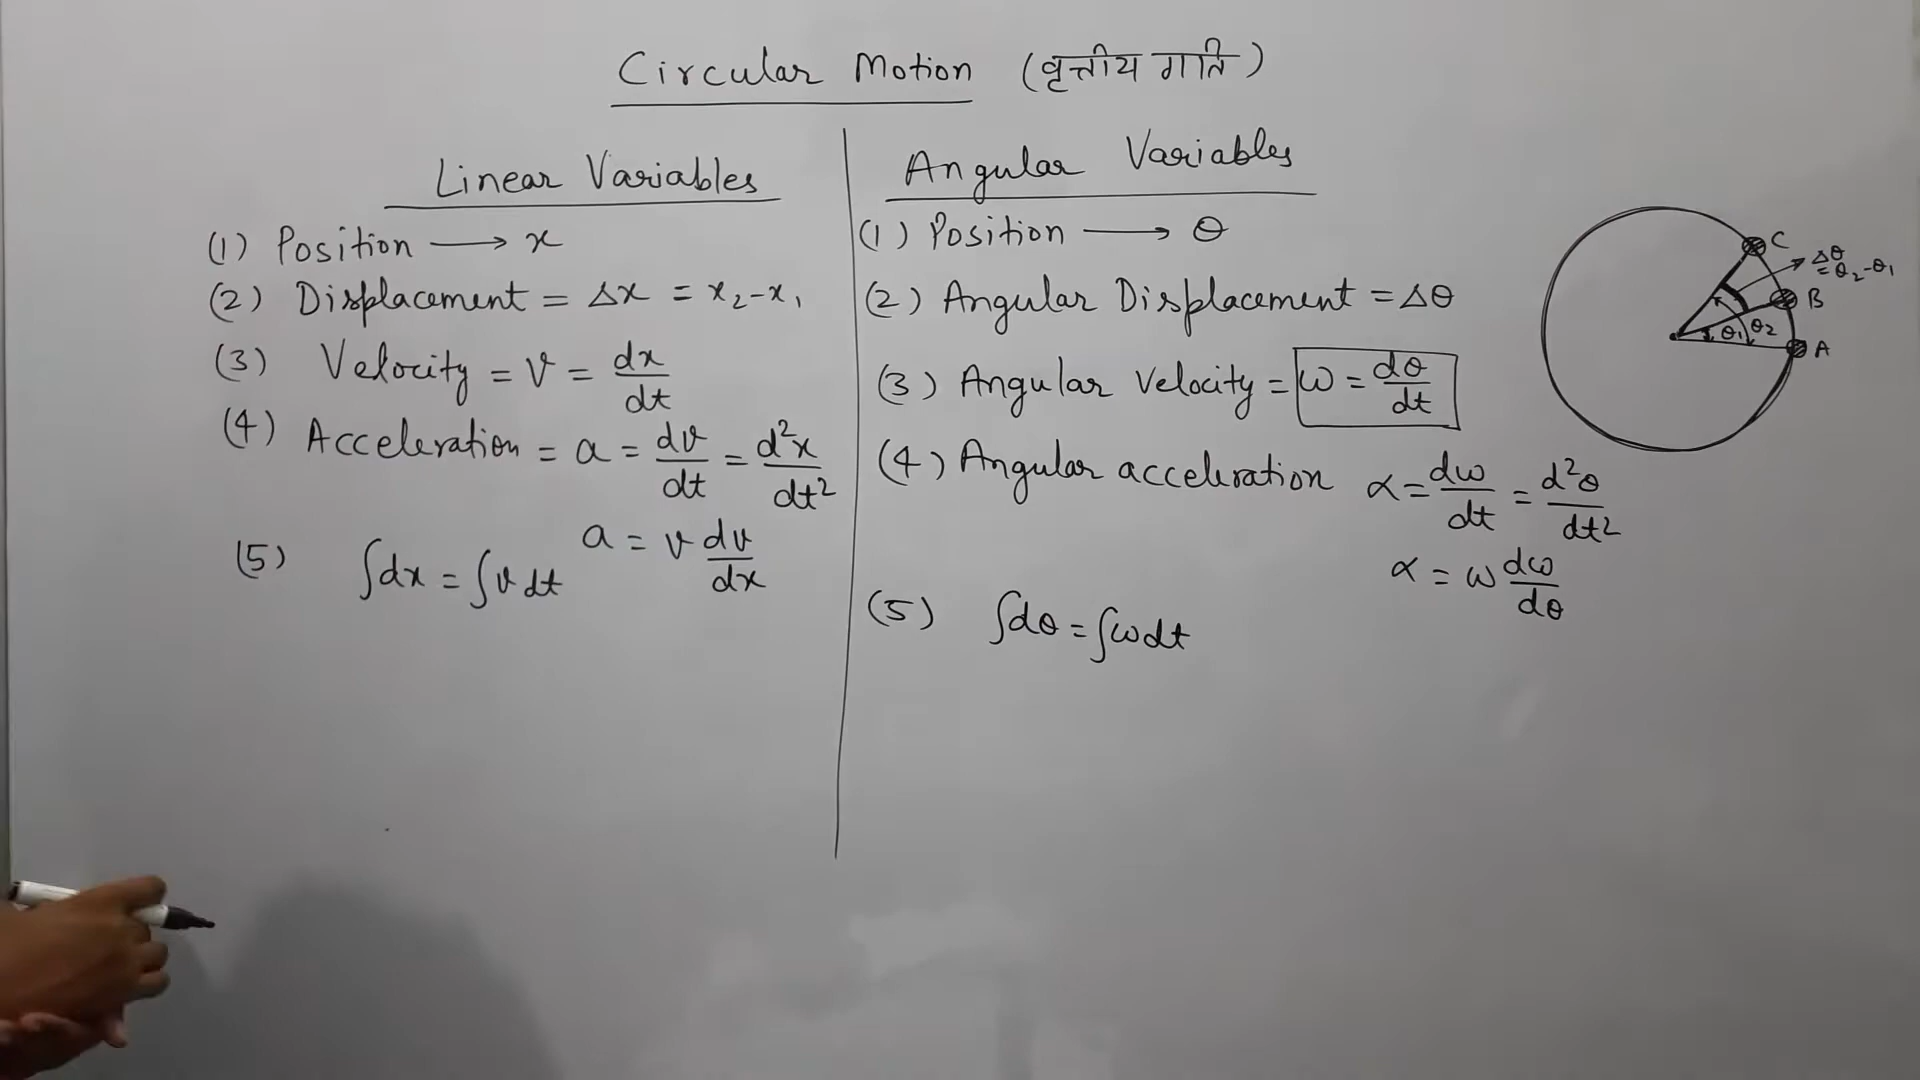 Circular Motion (वृत्तीय गति)
Linear Variables
(1) Position ⟶ x
(2) Displacement = Δx = x₂-x₁
(3) Velocity = v = dx/dt
(4) Acceleration = a = dv/dt = d²x/dt²
a = v dv/dx
(5) ∫dx = ∫v dt
Angular Variables
(1) Position ⟶ θ
(2) Angular Displacement = Δθ
(3) Angular Velocity = ω = dθ/dt
(4) Angular acceleration α = dω/dt = d²θ/dt²
α = ω dω/dθ
(5) ∫dθ = ∫ωdt
C
Δθ
= θ₂-θ₁
B
θ₁ θ₂
A